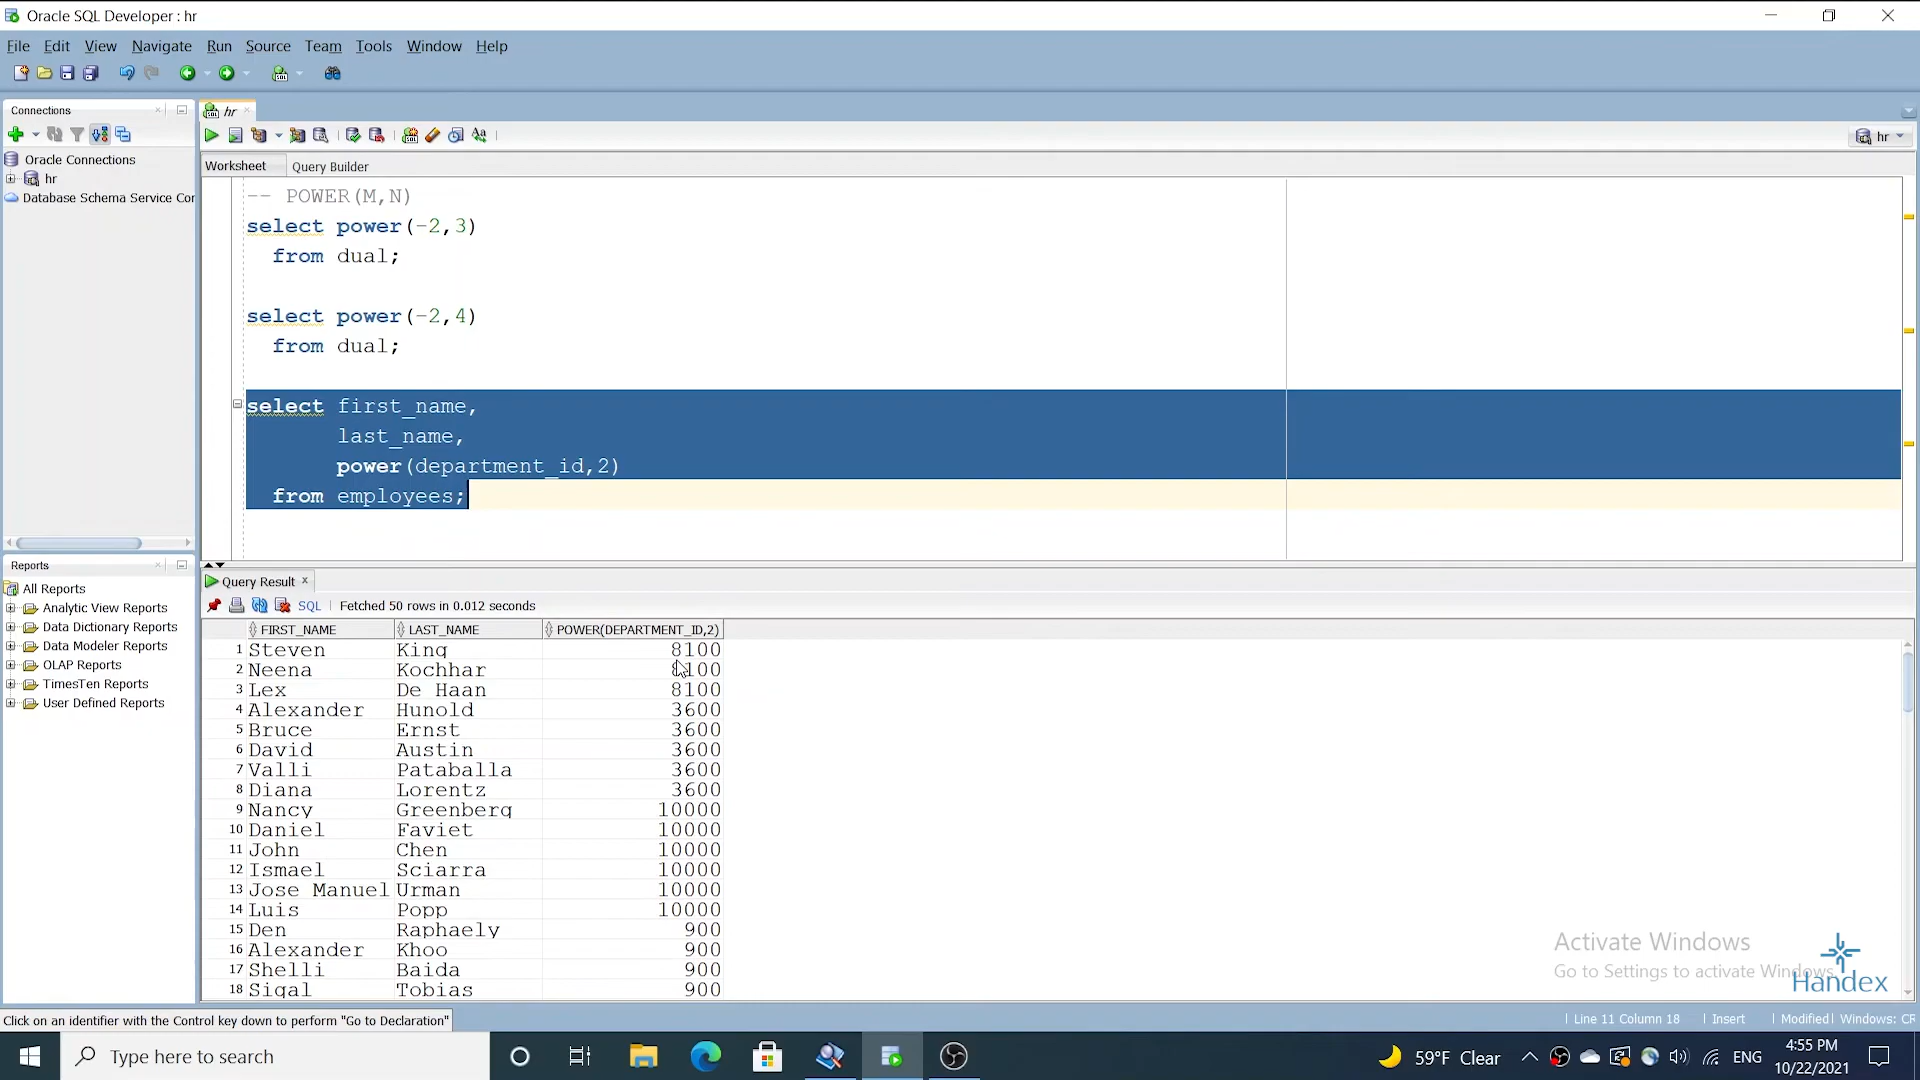 Oracle SQL Developer : hr
File Edit View Navigate Run Source Team Tools Window Help
Connections
hr
hr
Worksheet Query Builder
Oracle Connections
hr
Database Schema Service Con
-- POWER(M,N)
select power(-2,3)
from dual;
select power(-2,4)
from dual;
select first_name,
last_name,
power(department_id,2)
from employees;
Reports
All Reports
Analytic View Reports
Data Dictionary Reports
Data Modeler Reports
OLAP Reports
TimesTen Reports
User Defined Reports
Query Result
SQL Fetched 50 rows in 0.012 seconds
FIRST_NAME LAST_NAME POWER(DEPARTMENT_ID,2)
1 Steven King 8100
2 Neena Kochhar 8100
3 Lex De Haan 8100
4 Alexander Hunold 3600
5 Bruce Ernst 3600
6 David Austin 3600
7 Valli Pataballa 3600
8 Diana Lorentz 3600
9 Nancy Greenberg 10000
10 Daniel Faviet 10000
11 John Chen 10000
12 Ismael Sciarra 10000
13 Jose Manuel Urman 10000
14 Luis Popp 10000
15 Den Raphaely 900
16 Alexander Khoo 900
17 Shelli Baida 900
18 Sigal Tobias 900
Activate Windows
Go to Settings to activate Windows.
Handex
Click on an identifier with the Control key down to perform "Go to Declaration"
Line 11 Column 18 Insert Modified Windows: CR
Type here to search
59°F Clear
ENG
4:55 PM
10/22/2021